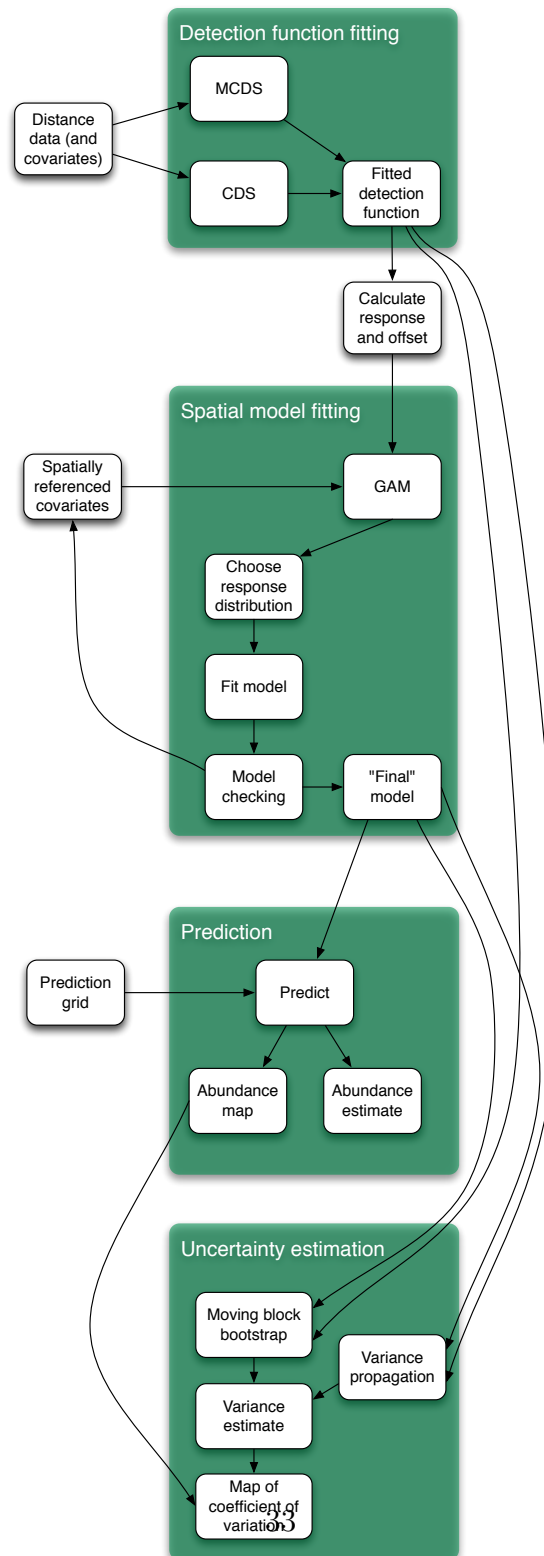 Detection function fitting
MCDS
Distance
data (and
covariates)
CDS
Fitted
detection
function
Calculate
response
and offset
Spatial model fitting
Spatially
referenced
covariates
GAM
Choose
response
distribution
Fit model
Model
checking
"Final"
model
Prediction
Prediction
grid
Predict
Abundance
map
Abundance
estimate
Uncertainty estimation
Moving block
bootstrap
Variance
propagation
Variance
estimate
Map of
coefficient of
variation
33